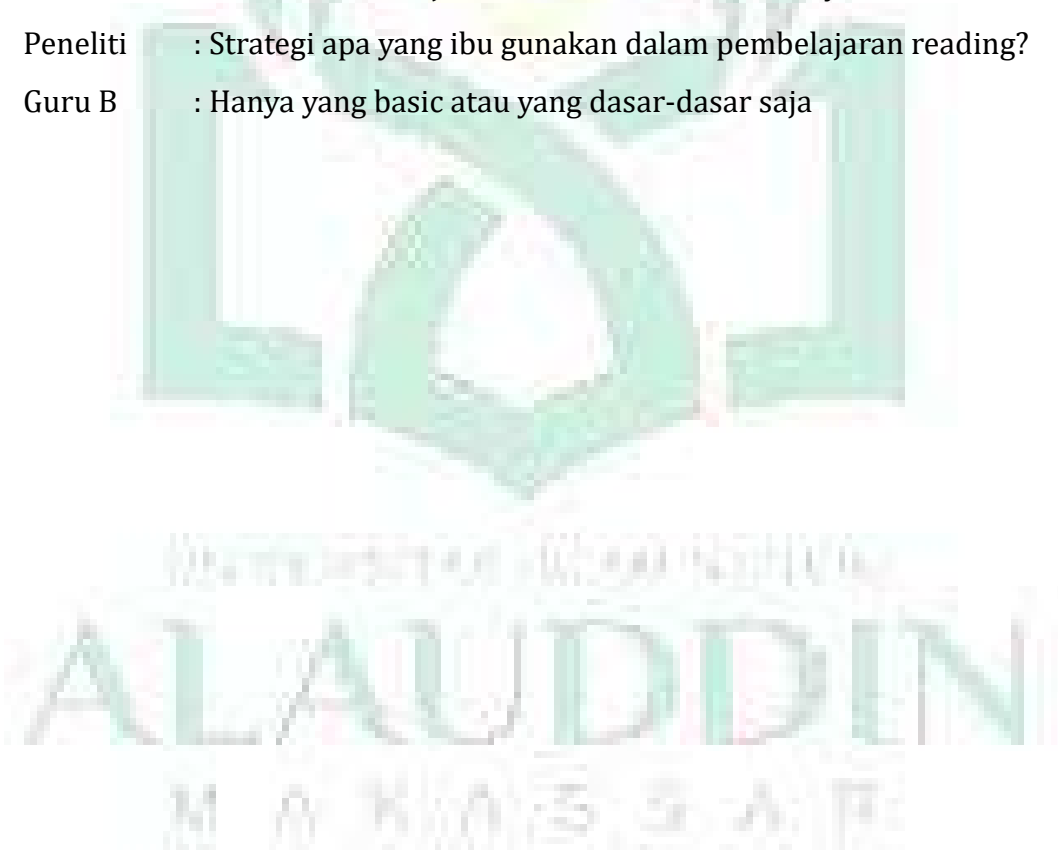 Peneliti : Strategi apa yang ibu gunakan dalam pembelajaran reading?
Guru B : Hanya yang basic atau yang dasar-dasar saja
ALAUDDIN
MAKASSAR